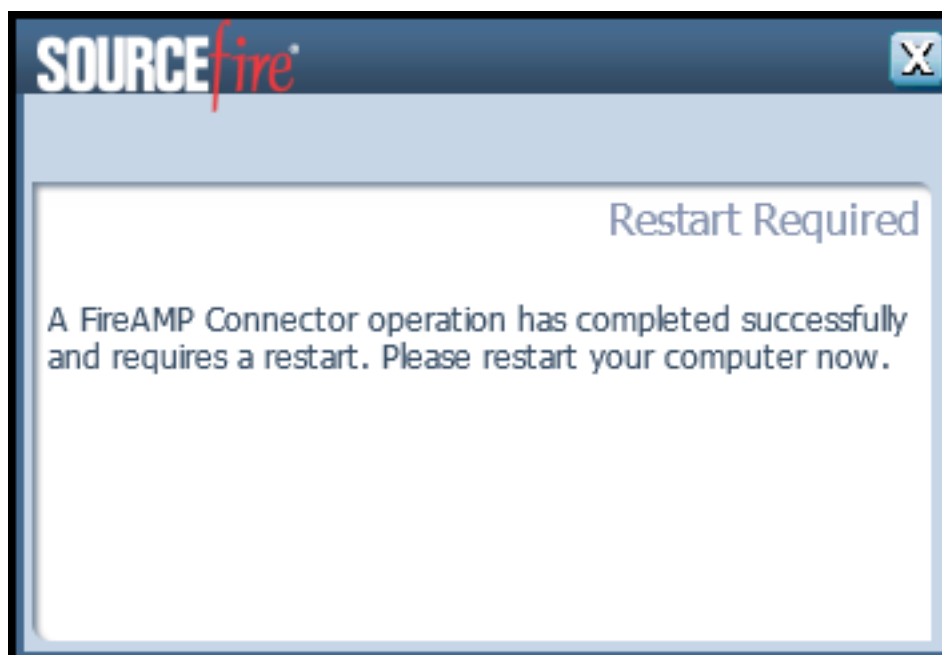 SOURCEfire®
X
Restart Required
A FireAMP Connector operation has completed successfully
and requires a restart. Please restart your computer now.